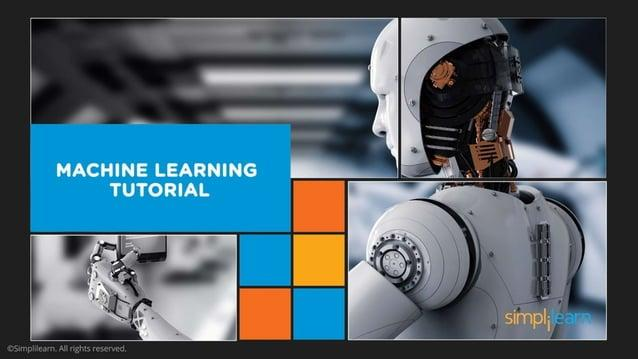 MACHINE LEARNING
TUTORIAL
simplilearn
©Simplilearn. All rights reserved.